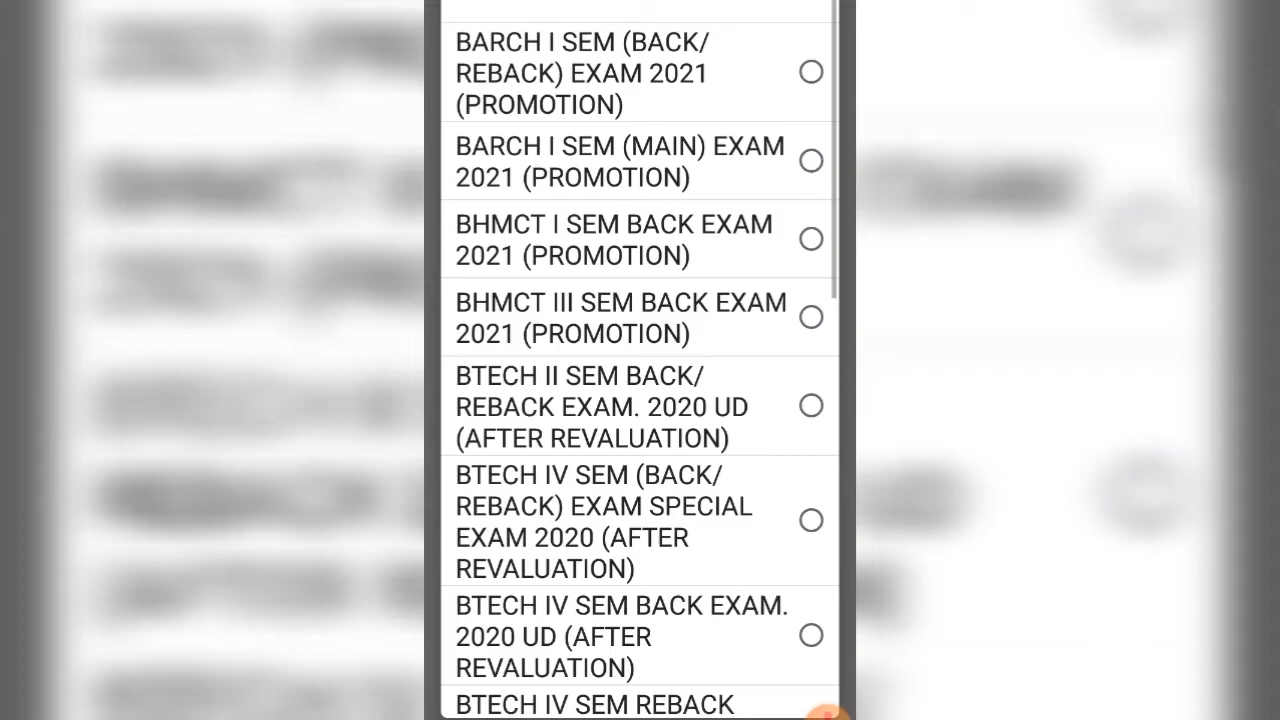 BARCH I SEM (BACK/
REBACK) EXAM 2021
(PROMOTION)
BARCH I SEM (MAIN) EXAM
2021 (PROMOTION)
BHMCT I SEM BACK EXAM
2021 (PROMOTION)
BHMCT III SEM BACK EXAM
2021 (PROMOTION)
BTECH II SEM BACK/
REBACK EXAM. 2020 UD
(AFTER REVALUATION)
BTECH IV SEM (BACK/
REBACK) EXAM SPECIAL
EXAM 2020 (AFTER
REVALUATION)
BTECH IV SEM BACK EXAM.
2020 UD (AFTER
REVALUATION)
BTECH IV SEM REBACK